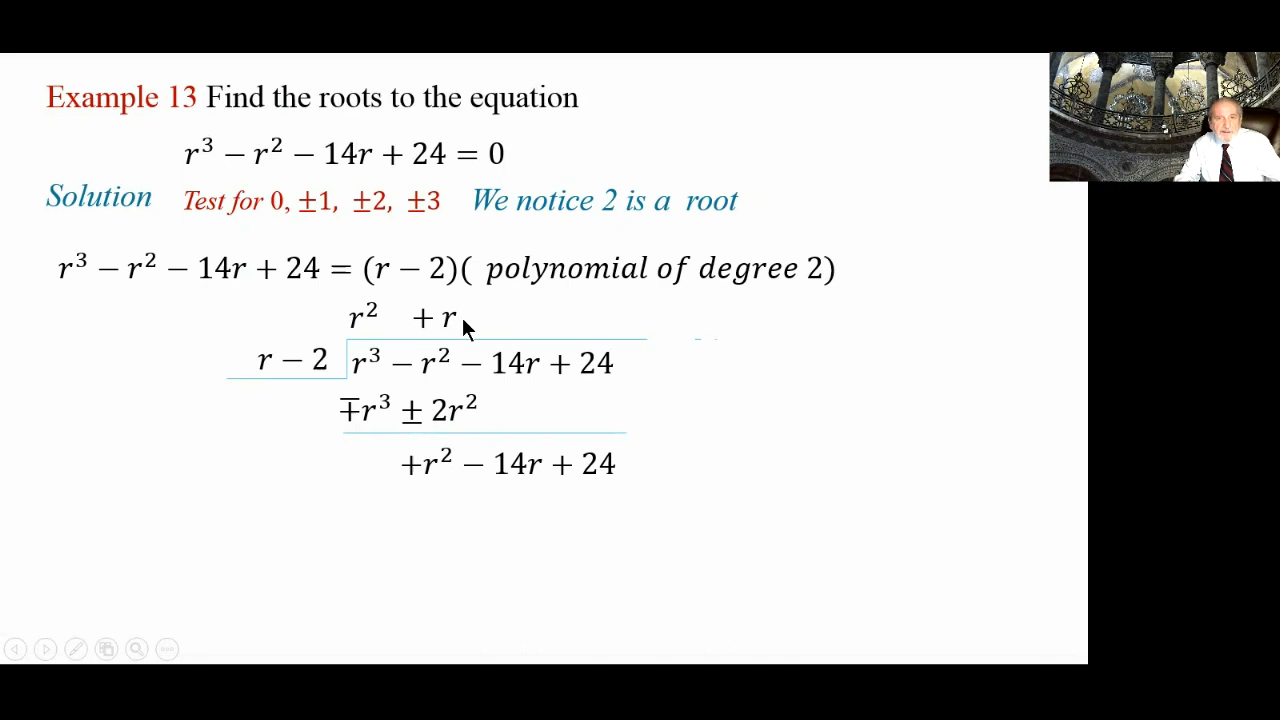 Example 13 Find the roots to the equation
r³ − r² − 14r + 24 = 0
Solution Test for 0, ±1, ±2, ±3 We notice 2 is a root
r³ − r² − 14r + 24 = (r − 2)( polynomial of degree 2)
r² + r
r − 2 r³ − r² − 14r + 24
∓r³ ± 2r²
+r² − 14r + 24